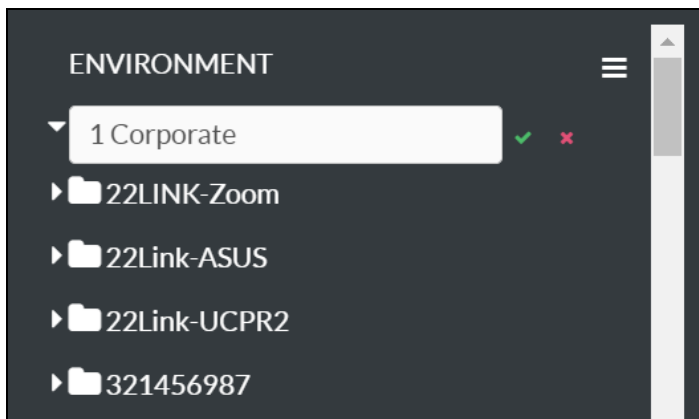 ENVIRONMENT
1 Corporate
22LINK-Zoom
22Link-ASUS
22Link-UCPR2
321456987